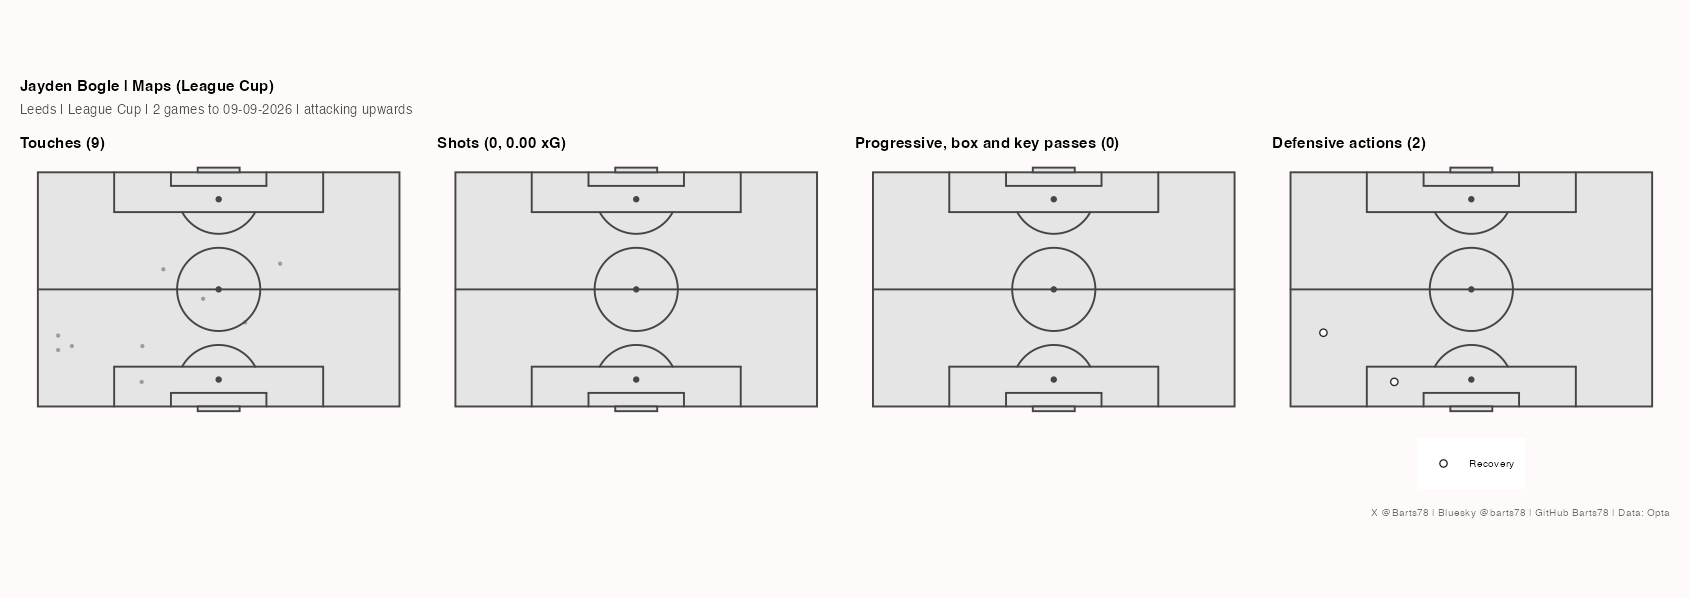 Jayden Bogle | Maps (League Cup)
Leeds | League Cup | 2 games to 09-09-2026 | attacking upwards
Touches (9)
Shots (0, 0.00 xG)
Progressive, box and key passes (0)
Defensive actions (2)
Recovery
X @Barts78 | Bluesky @barts78 | GitHub Barts78 | Data: Opta